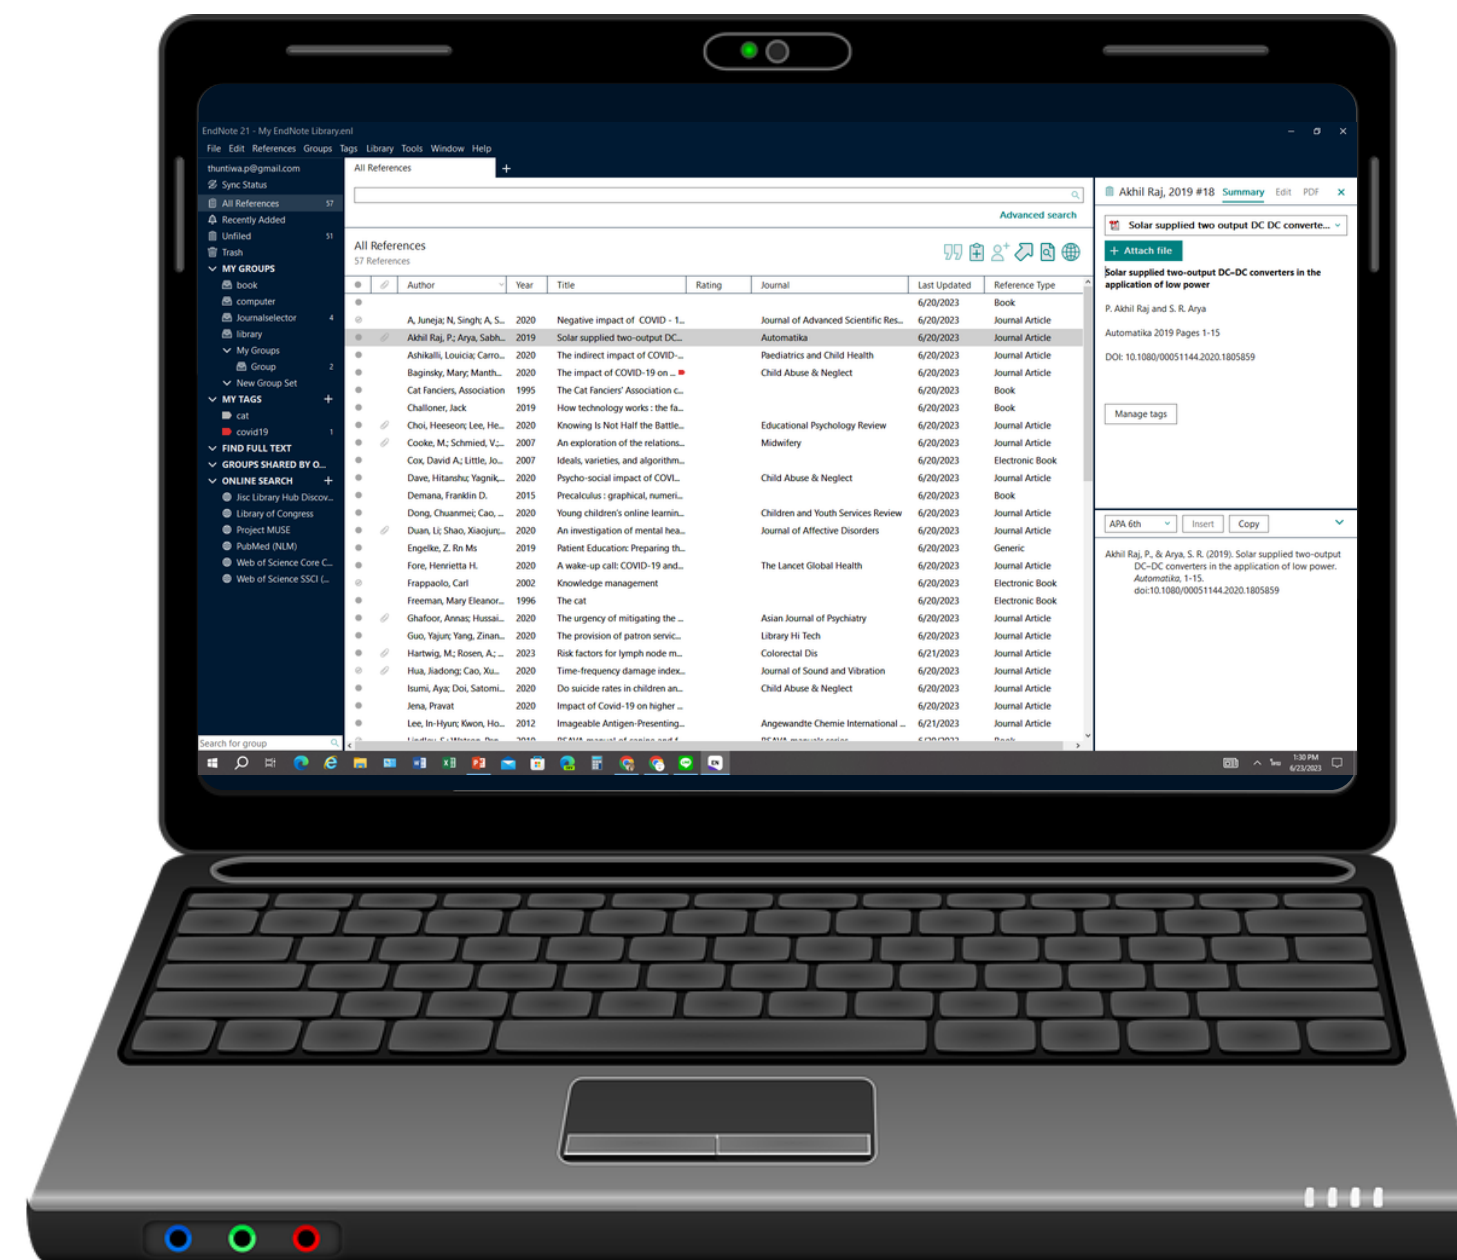 EndNote 21 - My EndNote Library.enl
File Edit References Groups Tags Library Tools Window Help
thuntiwa.p@gmail.com
Sync Status
All References 57
Recently Added
Unfiled 51
Trash
MY GROUPS
book
computer
Journalselector 4
library
My Groups
Group 2
New Group Set
MY TAGS +
cat
covid19 1
FIND FULL TEXT
GROUPS SHARED BY O...
ONLINE SEARCH +
Jisc Library Hub Discov...
Library of Congress
Project MUSE
PubMed (NLM)
Web of Science Core C...
Web of Science SSCI (...
Search for group
All References +
Advanced search
All References
57 References
Author Year Title Rating Journal Last Updated Reference Type
6/20/2023 Book
A, Juneja; N, Singh; A, S... 2020 Negative impact of COVID - 1... Journal of Advanced Scientific Res... 6/20/2023 Journal Article
Akhil Raj, P.; Arya, Sabh... 2019 Solar supplied two-output DC... Automatika 6/20/2023 Journal Article
Ashikalli, Louicia; Carro... 2020 The indirect impact of COVID-... Paediatrics and Child Health 6/20/2023 Journal Article
Baginsky, Mary; Manth... 2020 The impact of COVID-19 on ... Child Abuse & Neglect 6/20/2023 Journal Article
Cat Fanciers, Association 1995 The Cat Fanciers' Association c... 6/20/2023 Book
Challoner, Jack 2019 How technology works : the fa... 6/20/2023 Book
Choi, Heeseon; Lee, He... 2020 Knowing Is Not Half the Battle... Educational Psychology Review 6/20/2023 Journal Article
Cooke, M.; Schmied, V.;... 2007 An exploration of the relations... Midwifery 6/20/2023 Journal Article
Cox, David A.; Little, Jo... 2007 Ideals, varieties, and algorithm... 6/20/2023 Electronic Book
Dave, Hitanshu; Yagnik,... 2020 Psycho-social impact of COVI... Child Abuse & Neglect 6/20/2023 Journal Article
Demana, Franklin D. 2015 Precalculus : graphical, numeri... 6/20/2023 Book
Dong, Chuanmei; Cao, ... 2020 Young children's online learnin... Children and Youth Services Review 6/20/2023 Journal Article
Duan, Li; Shao, Xiaojun;... 2020 An investigation of mental hea... Journal of Affective Disorders 6/20/2023 Journal Article
Engelke, Z. Rn Ms 2019 Patient Education: Preparing th... 6/20/2023 Generic
Fore, Henrietta H. 2020 A wake-up call: COVID-19 and... The Lancet Global Health 6/20/2023 Journal Article
Frappaolo, Carl 2002 Knowledge management 6/20/2023 Electronic Book
Freeman, Mary Eleanor... 1996 The cat 6/20/2023 Electronic Book
Ghafoor, Annas; Hussai... 2020 The urgency of mitigating the ... Asian Journal of Psychiatry 6/20/2023 Journal Article
Guo, Yajun; Yang, Zinan... 2020 The provision of patron servic... Library Hi Tech 6/20/2023 Journal Article
Hartwig, M.; Rosen, A.; ... 2023 Risk factors for lymph node m... Colorectal Dis 6/21/2023 Journal Article
Hua, Jiadong; Cao, Xu... 2020 Time-frequency damage index... Journal of Sound and Vibration 6/20/2023 Journal Article
Isumi, Aya; Doi, Satomi... 2020 Do suicide rates in children an... Child Abuse & Neglect 6/20/2023 Journal Article
Jena, Pravat 2020 Impact of Covid-19 on higher ... 6/20/2023 Journal Article
Lee, In-Hyun; Kwon, Ho... 2012 Imageable Antigen-Presenting... Angewandte Chemie International ... 6/21/2023 Journal Article
Akhil Raj, 2019 #18 Summary Edit PDF
Solar supplied two output DC DC converte...
+ Attach file
Solar supplied two-output DC–DC converters in the
application of low power
P. Akhil Raj and S. R. Arya
Automatika 2019 Pages 1-15
DOI: 10.1080/00051144.2020.1805859
Manage tags
APA 6th Insert Copy
Akhil Raj, P., & Arya, S. R. (2019). Solar supplied two-output
DC–DC converters in the application of low power.
Automatika, 1-15.
doi:10.1080/00051144.2020.1805859
EN
ไทย
1:30 PM
6/23/2023